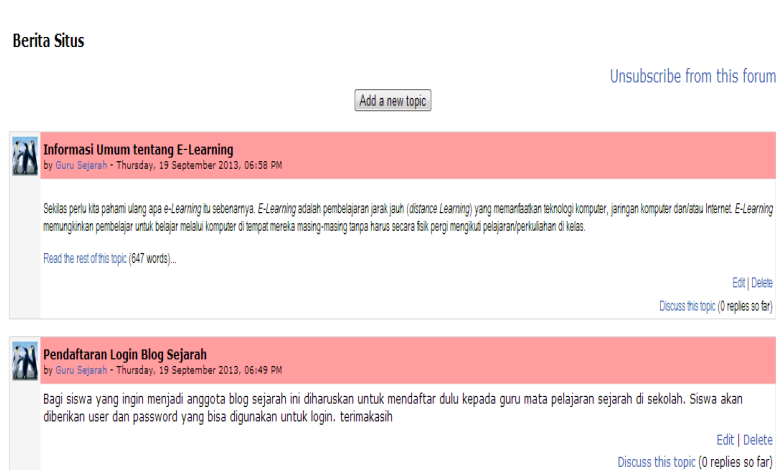 Berita Situs
Unsubscribe from this forum
Add a new topic
Informasi Umum tentang E-Learning
by Guru Sejarah - Thursday, 19 September 2013, 06:58 PM
Sekilas perlu kita pahami ulang apa e-Learning itu sebenarnya. E-Learning adalah pembelajaran jarak jauh (distance Learning) yang memanfaatkan teknologi komputer, jaringan komputer dan/atau Internet. E-Learning
memungkinkan pembelajar untuk belajar melalui komputer di tempat mereka masing-masing tanpa harus secara fisik pergi mengikuti pelajaran/perkuliahan di kelas.
Read the rest of this topic (647 words)...
Edit | Delete
Discuss this topic (0 replies so far)
Pendaftaran Login Blog Sejarah
by Guru Sejarah - Thursday, 19 September 2013, 06:49 PM
Bagi siswa yang ingin menjadi anggota blog sejarah ini diharuskan untuk mendaftar dulu kepada guru mata pelajaran sejarah di sekolah. Siswa akan
diberikan user dan password yang bisa digunakan untuk login. terimakasih
Edit | Delete
Discuss this topic (0 replies so far)